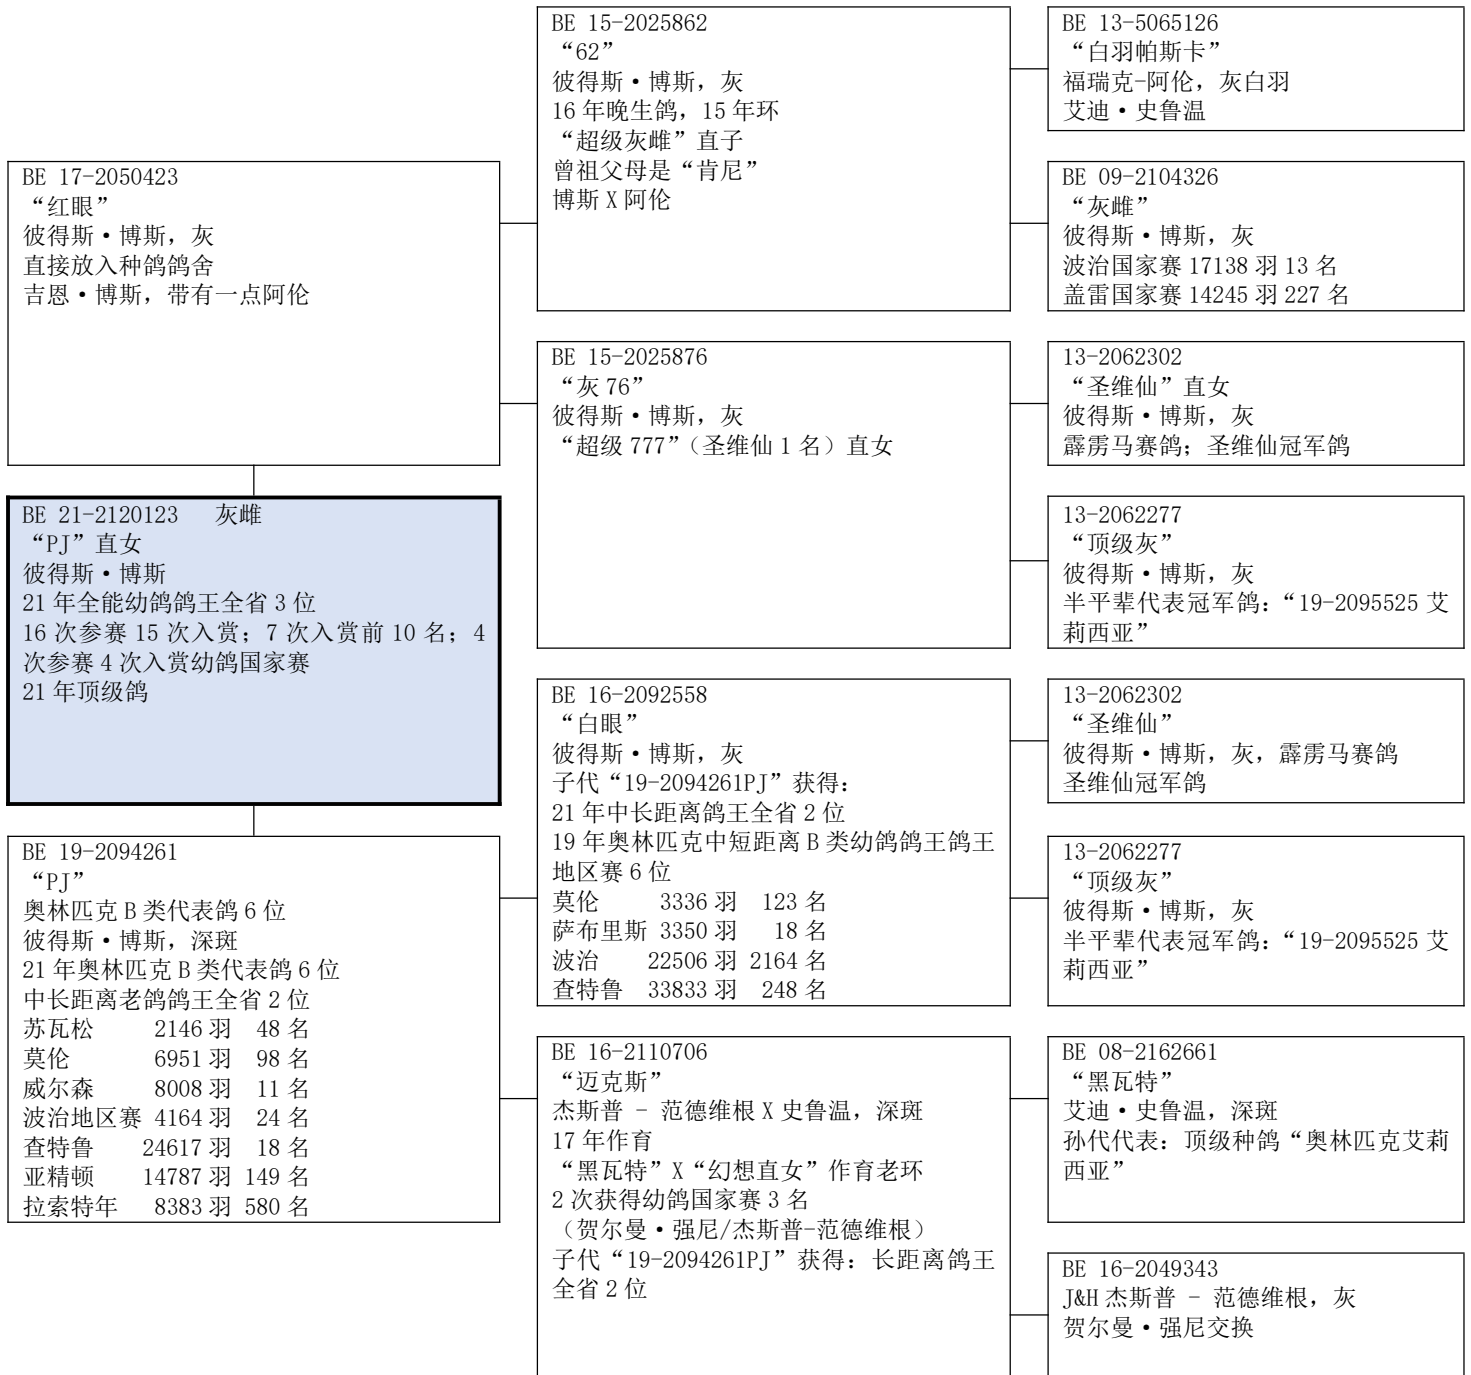 BE 17-2050423
“红眼”
彼得斯·博斯，灰
直接放入种鸽鸽舍
吉恩·博斯，带有一点阿伦
BE 21-2120123 灰雌
“PJ”直女
彼得斯·博斯
21 年全能幼鸽鸽王全省 3 位
16 次参赛 15 次入赏；7 次入赏前 10 名；4
次参赛 4 次入赏幼鸽国家赛
21 年顶级鸽
BE 19-2094261
“PJ”
奥林匹克 B 类代表鸽 6 位
彼得斯·博斯，深斑
21 年奥林匹克 B 类代表鸽 6 位
中长距离老鸽鸽王全省 2 位
苏瓦松 2146 羽 48 名
莫伦 6951 羽 98 名
威尔森 8008 羽 11 名
波治地区赛 4164 羽 24 名
查特鲁 24617 羽 18 名
亚精顿 14787 羽 149 名
拉索特年 8383 羽 580 名
BE 15-2025862
“62”
彼得斯·博斯，灰
16 年晚生鸽，15 年环
“超级灰雌”直子
曾祖父母是“肯尼”
博斯 X 阿伦
BE 15-2025876
“灰 76”
彼得斯·博斯，灰
“超级 777”（圣维仙 1 名）直女
BE 16-2092558
“白眼”
彼得斯·博斯，灰
子代“19-2094261PJ”获得：
21 年中长距离鸽王全省 2 位
19 年奥林匹克中短距离 B 类幼鸽鸽王鸽王
地区赛 6 位
莫伦 3336 羽 123 名
萨布里斯 3350 羽 18 名
波治 22506 羽 2164 名
查特鲁 33833 羽 248 名
BE 16-2110706
“迈克斯”
杰斯普 - 范德维根 X 史鲁温，深斑
17 年作育
“黑瓦特”X“幻想直女”作育老环
2 次获得幼鸽国家赛 3 名
（贺尔曼·强尼/杰斯普-范德维根）
子代“19-2094261PJ”获得：长距离鸽王
全省 2 位
BE 13-5065126
“白羽帕斯卡”
福瑞克-阿伦，灰白羽
艾迪·史鲁温
BE 09-2104326
“灰雌”
彼得斯·博斯，灰
波治国家赛 17138 羽 13 名
盖雷国家赛 14245 羽 227 名
13-2062302
“圣维仙”直女
彼得斯·博斯，灰
霹雳马赛鸽；圣维仙冠军鸽
13-2062277
“顶级灰”
彼得斯·博斯，灰
半平辈代表冠军鸽：“19-2095525 艾
莉西亚”
13-2062302
“圣维仙”
彼得斯·博斯，灰，霹雳马赛鸽
圣维仙冠军鸽
13-2062277
“顶级灰”
彼得斯·博斯，灰
半平辈代表冠军鸽：“19-2095525 艾
莉西亚”
BE 08-2162661
“黑瓦特”
艾迪·史鲁温，深斑
孙代代表：顶级种鸽“奥林匹克艾莉
西亚”
BE 16-2049343
J&H 杰斯普 - 范德维根，灰
贺尔曼·强尼交换